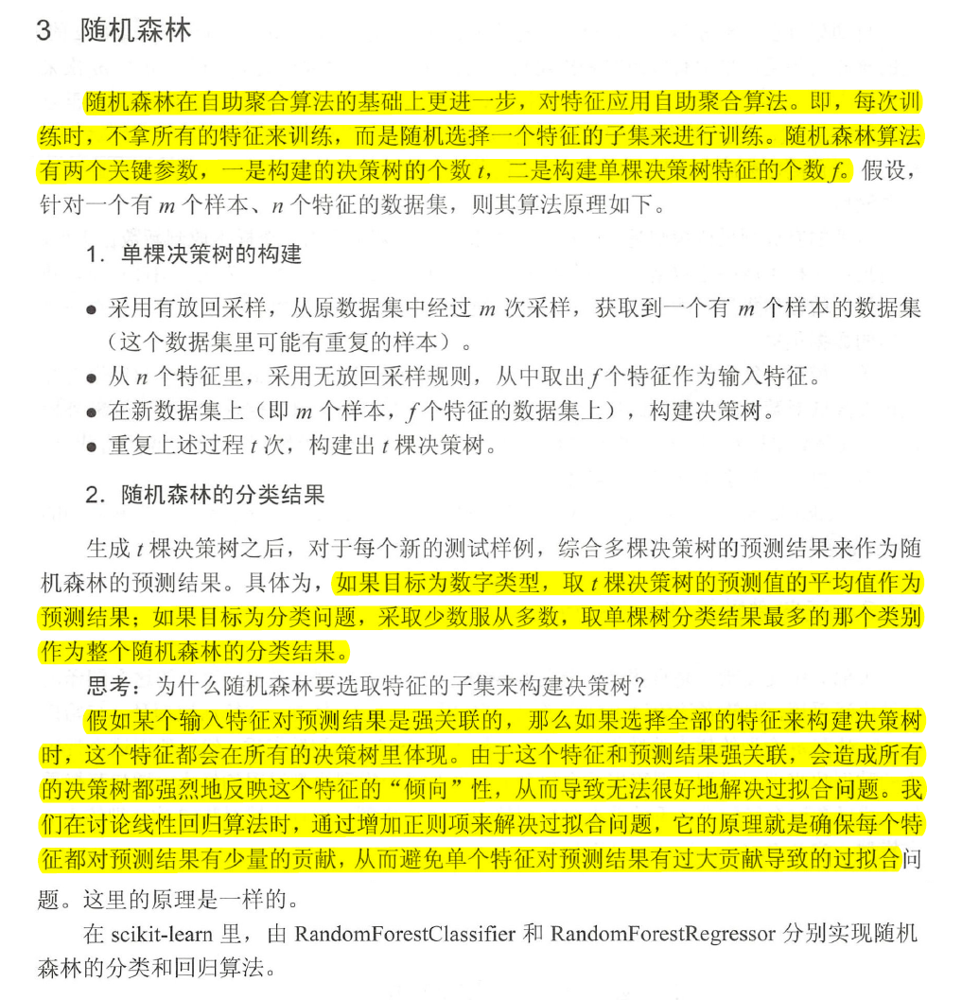 3 随机森林
随机森林在自助聚合算法的基础上更进一步，对特征应用自助聚合算法。即，每次训
练时，不拿所有的特征来训练，而是随机选择一个特征的子集来进行训练。随机森林算法
有两个关键参数，一是构建的决策树的个数 t，二是构建单棵决策树特征的个数 f。假设，
针对一个有 m 个样本、n 个特征的数据集，则其算法原理如下。
1．单棵决策树的构建
● 采用有放回采样，从原数据集中经过 m 次采样，获取到一个有 m 个样本的数据集
（这个数据集里可能有重复的样本）。
● 从 n 个特征里，采用无放回采样规则，从中取出 f 个特征作为输入特征。
● 在新数据集上（即 m 个样本，f 个特征的数据集上），构建决策树。
● 重复上述过程 t 次，构建出 t 棵决策树。
2．随机森林的分类结果
生成 t 棵决策树之后，对于每个新的测试样例，综合多棵决策树的预测结果来作为随
机森林的预测结果。具体为，如果目标为数字类型，取 t 棵决策树的预测值的平均值作为
预测结果；如果目标为分类问题，采取少数服从多数，取单棵树分类结果最多的那个类别
作为整个随机森林的分类结果。
思考：为什么随机森林要选取特征的子集来构建决策树？
假如某个输入特征对预测结果是强关联的，那么如果选择全部的特征来构建决策树
时，这个特征都会在所有的决策树里体现。由于这个特征和预测结果强关联，会造成所有
的决策树都强烈地反映这个特征的“倾向”性，从而导致无法很好地解决过拟合问题。我
们在讨论线性回归算法时，通过增加正则项来解决过拟合问题，它的原理就是确保每个特
征都对预测结果有少量的贡献，从而避免单个特征对预测结果有过大贡献导致的过拟合问
题。这里的原理是一样的。
在 scikit-learn 里，由 RandomForestClassifier 和 RandomForestRegressor 分别实现随机
森林的分类和回归算法。